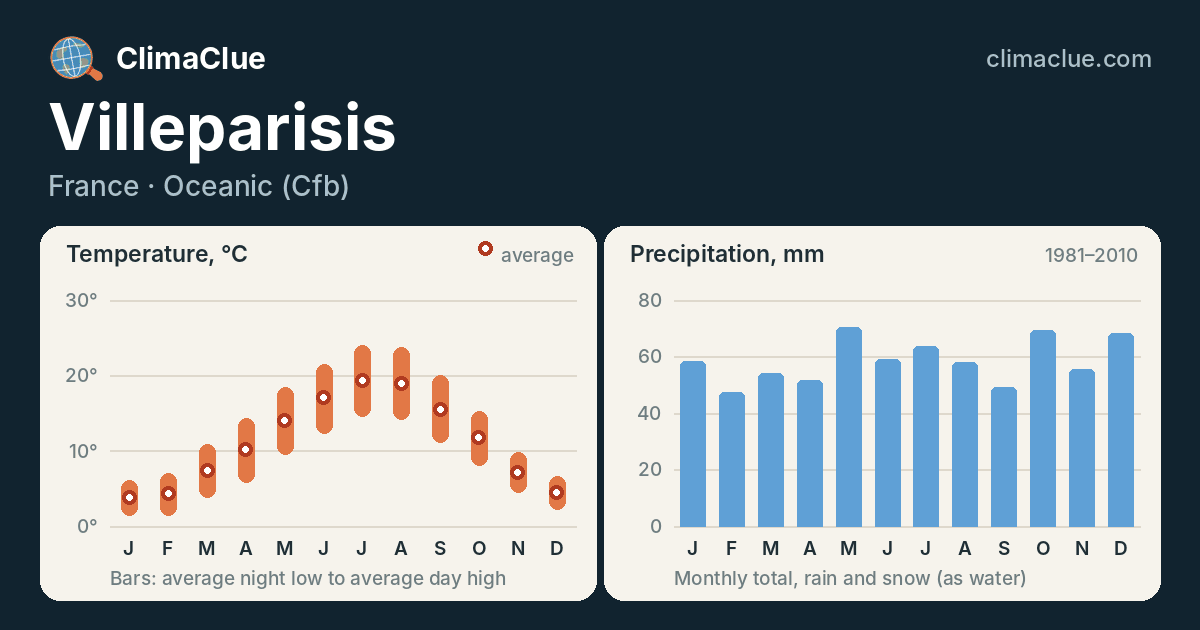 ClimaClue
climaclue.com
Villeparisis
France · Oceanic (Cfb)
Temperature, °C
average
30°
20°
10°
0°
J F M A M J J A S O N D
Bars: average night low to average day high
Precipitation, mm
1981–2010
80
60
40
20
0
J F M A M J J A S O N D
Monthly total, rain and snow (as water)